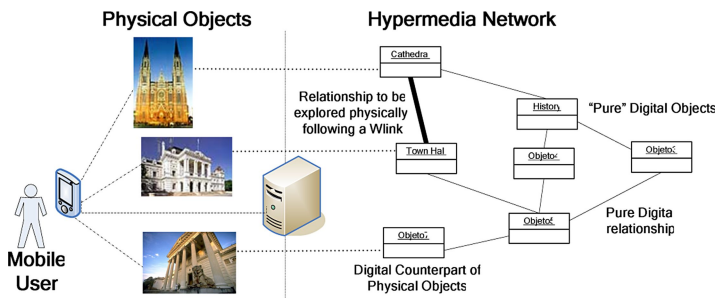 Physical Objects
Hypermedia Network
Cathedra
Relationship to be
explored physically
following a Wlink
History
"Pure" Digital Objects
Town Hal
Pure Digita
relationship
Mobile
User
Digital Counterpart of
Physical Objects